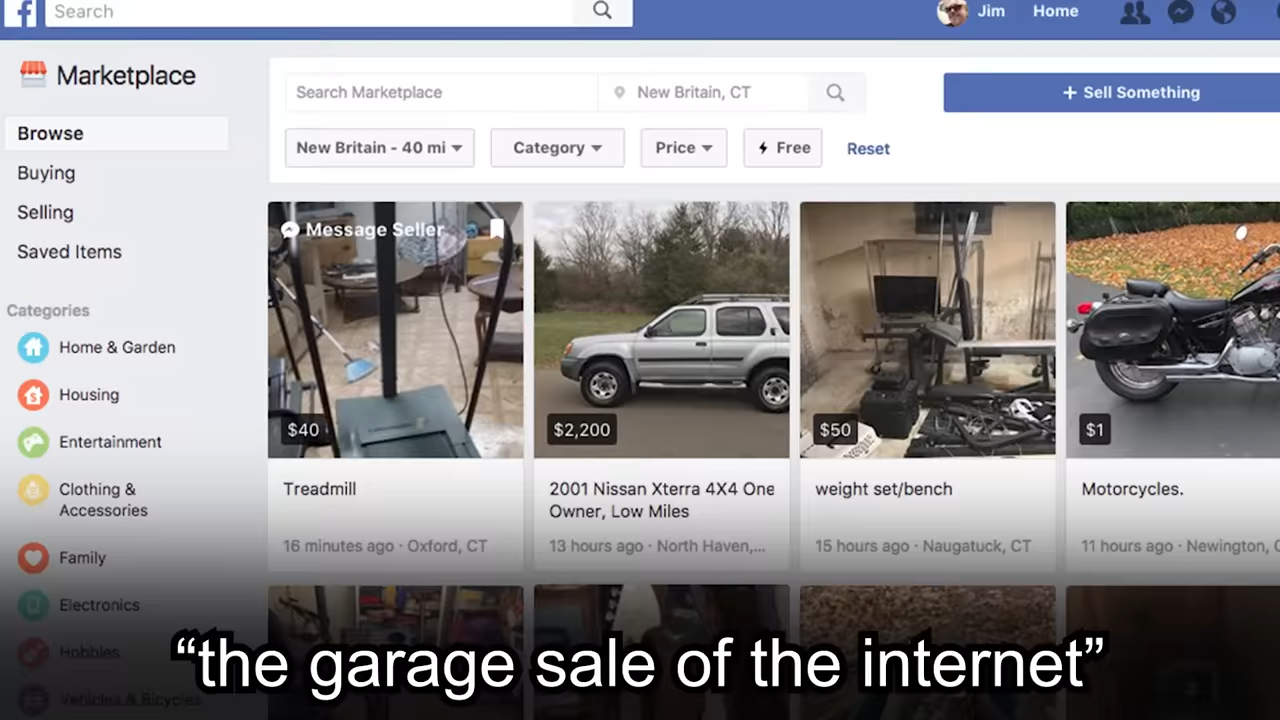 f
Search
Jim
Home
Marketplace
Search Marketplace
New Britain, CT
+ Sell Something
Browse
New Britain - 40 mi
Category
Price
Free
Reset
Buying
Selling
Saved Items
Message Seller
Categories
Home & Garden
Housing
Entertainment
Clothing &
Accessories
Family
Electronics
Hobbies
Vehicles & Bicycles
$40
$2,200
$50
$1
Treadmill
2001 Nissan Xterra 4X4 One
Owner, Low Miles
weight set/bench
Motorcycles.
16 minutes ago · Oxford, CT
13 hours ago · North Haven,...
15 hours ago · Naugatuck, CT
11 hours ago · Newington,
“the garage sale of the internet”